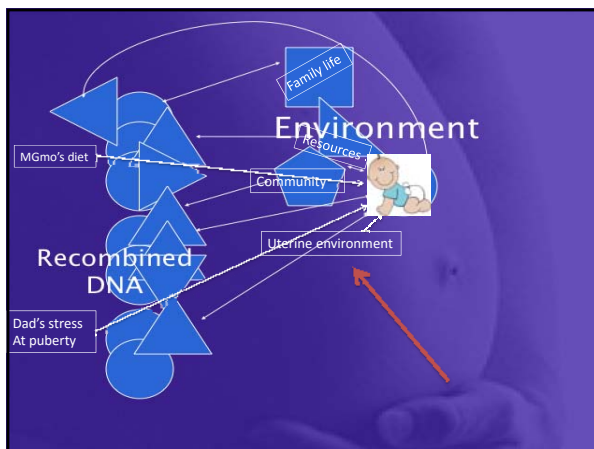 Family life
Environment
Resources
MGmo's diet
Community
Uterine environment
Recombined
DNA
Dad's stress
At puberty